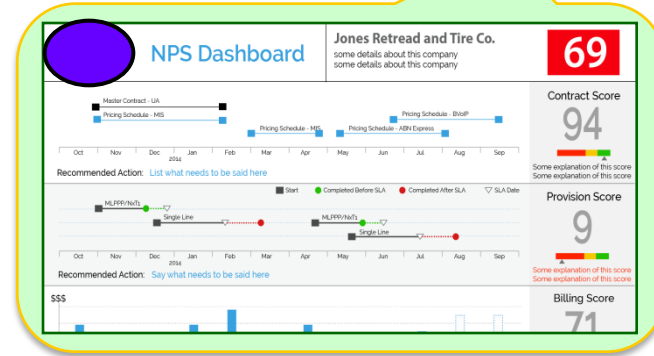 NPS Dashboard
Jones Retread and Tire Co.
some details about this company
some details about this company
69
Master Contract - UA
Pricing Schedule - MIS
Pricing Schedule - BVoIP
Pricing Schedule - MIS
Pricing Schedule - ABN Express
Oct Nov Dec Jan Feb Mar Apr May Jun Jul Aug Sep
2014
Recommended Action: List what needs to be said here
Contract Score
94
Some explanation of this score
Some explanation of this score
Start Completed Before SLA Completed After SLA SLA Date
MLPPP/NxT1
Single Line
MLPPP/NxT1
Single Line
Oct Nov Dec Jan Feb Mar Apr May Jun Jul Aug Sep
2014
Recommended Action: Say what needs to be said here
Provision Score
9
Some explanation of this score
Some explanation of this score
$$$
Billing Score
71